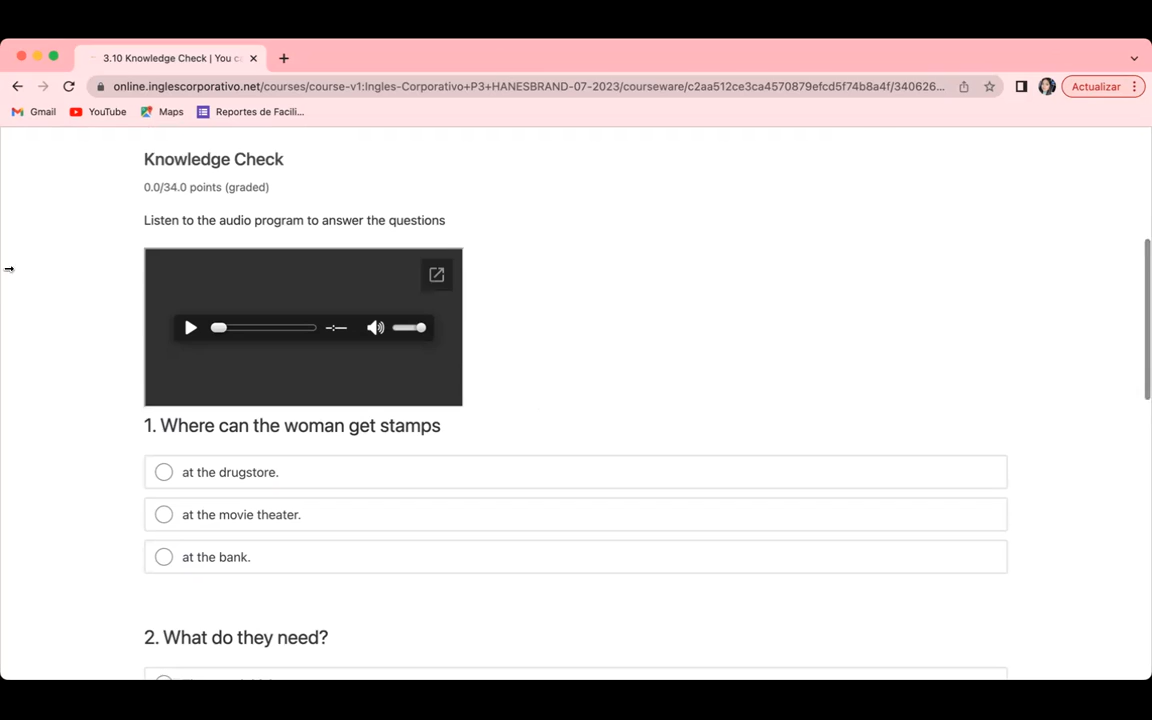 3.10 Knowledge Check | You c
online.inglescorporativo.net/courses/course-v1:Ingles-Corporativo+P3+HANESBRAND-07-2023/courseware/c2aa512ce3ca4570879efcd5f74b8a4f/340626...
Actualizar
Gmail
YouTube
Maps
Reportes de Facili...
Knowledge Check
0.0/34.0 points (graded)
Listen to the audio program to answer the questions
-:--
1. Where can the woman get stamps
at the drugstore.
at the movie theater.
at the bank.
2. What do they need?